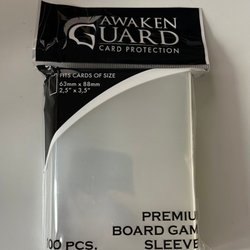 AWAKEN
GUARD
CARD PROTECTION
FITS CARDS OF SIZE
63mm x 88mm
2,5" x 3,5"
PREMIU
BOARD GAM
00 PCS. SLEEVE